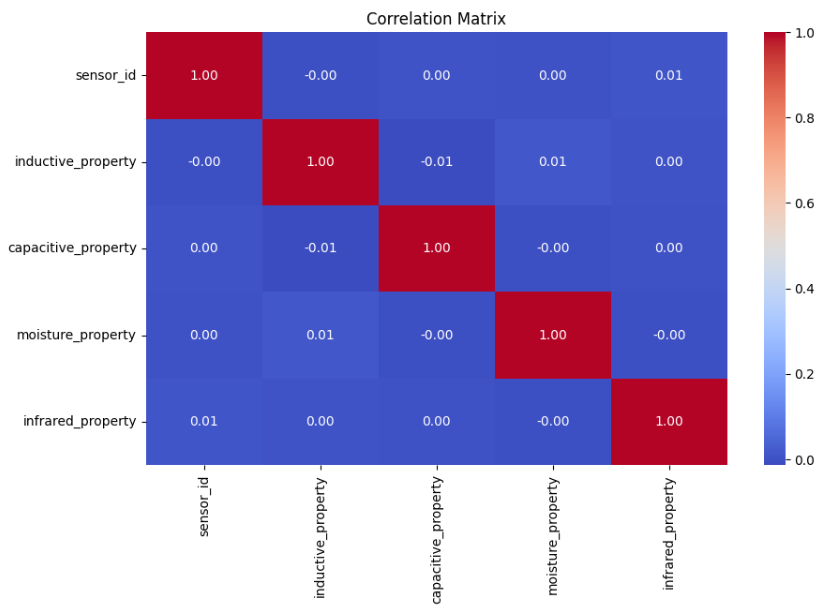 Correlation Matrix
sensor_id 1.00 -0.00 0.00 0.00 0.01
inductive_property -0.00 1.00 -0.01 0.01 0.00
capacitive_property 0.00 -0.01 1.00 -0.00 0.00
moisture_property 0.00 0.01 -0.00 1.00 -0.00
infrared_property 0.01 0.00 0.00 -0.00 1.00
sensor_id
inductive_property
capacitive_property
moisture_property
infrared_property
1.0
0.8
0.6
0.4
0.2
0.0